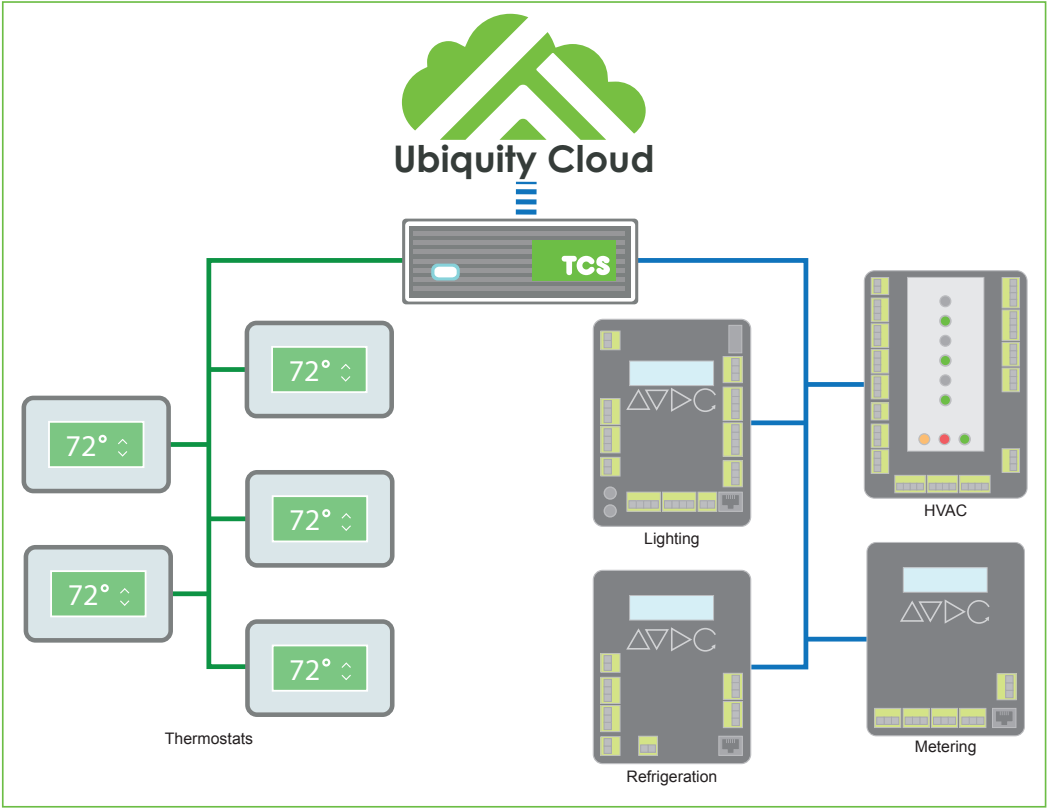 Ubiquity Cloud
TCS
72°
72°
72°
72°
72°
Thermostats
Lighting
HVAC
Refrigeration
Metering